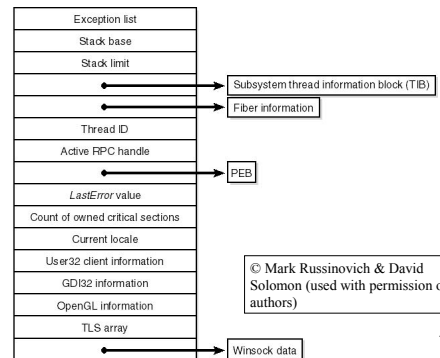 Exception list
Stack base
Stack limit
Subsystem thread information block (TIB)
Fiber information
Thread ID
Active RPC handle
PEB
LastError value
Count of owned critical sections
Current locale
User32 client information
GDI32 information
OpenGL information
TLS array
Winsock data
© Mark Russinovich & David
Solomon (used with permission
authors)